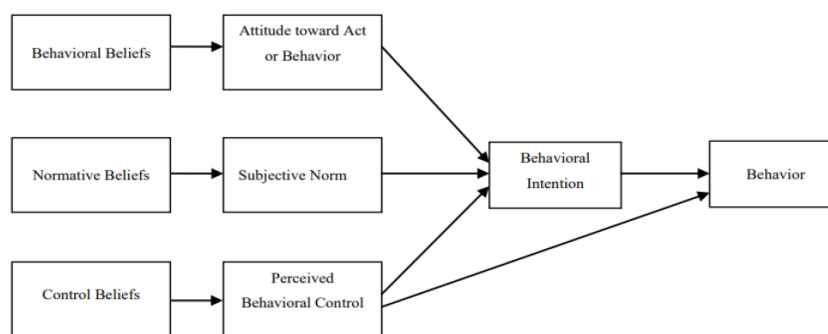 Behavioral Beliefs
Attitude toward Act
or Behavior
Normative Beliefs
Subjective Norm
Behavioral
Intention
Behavior
Control Beliefs
Perceived
Behavioral Control